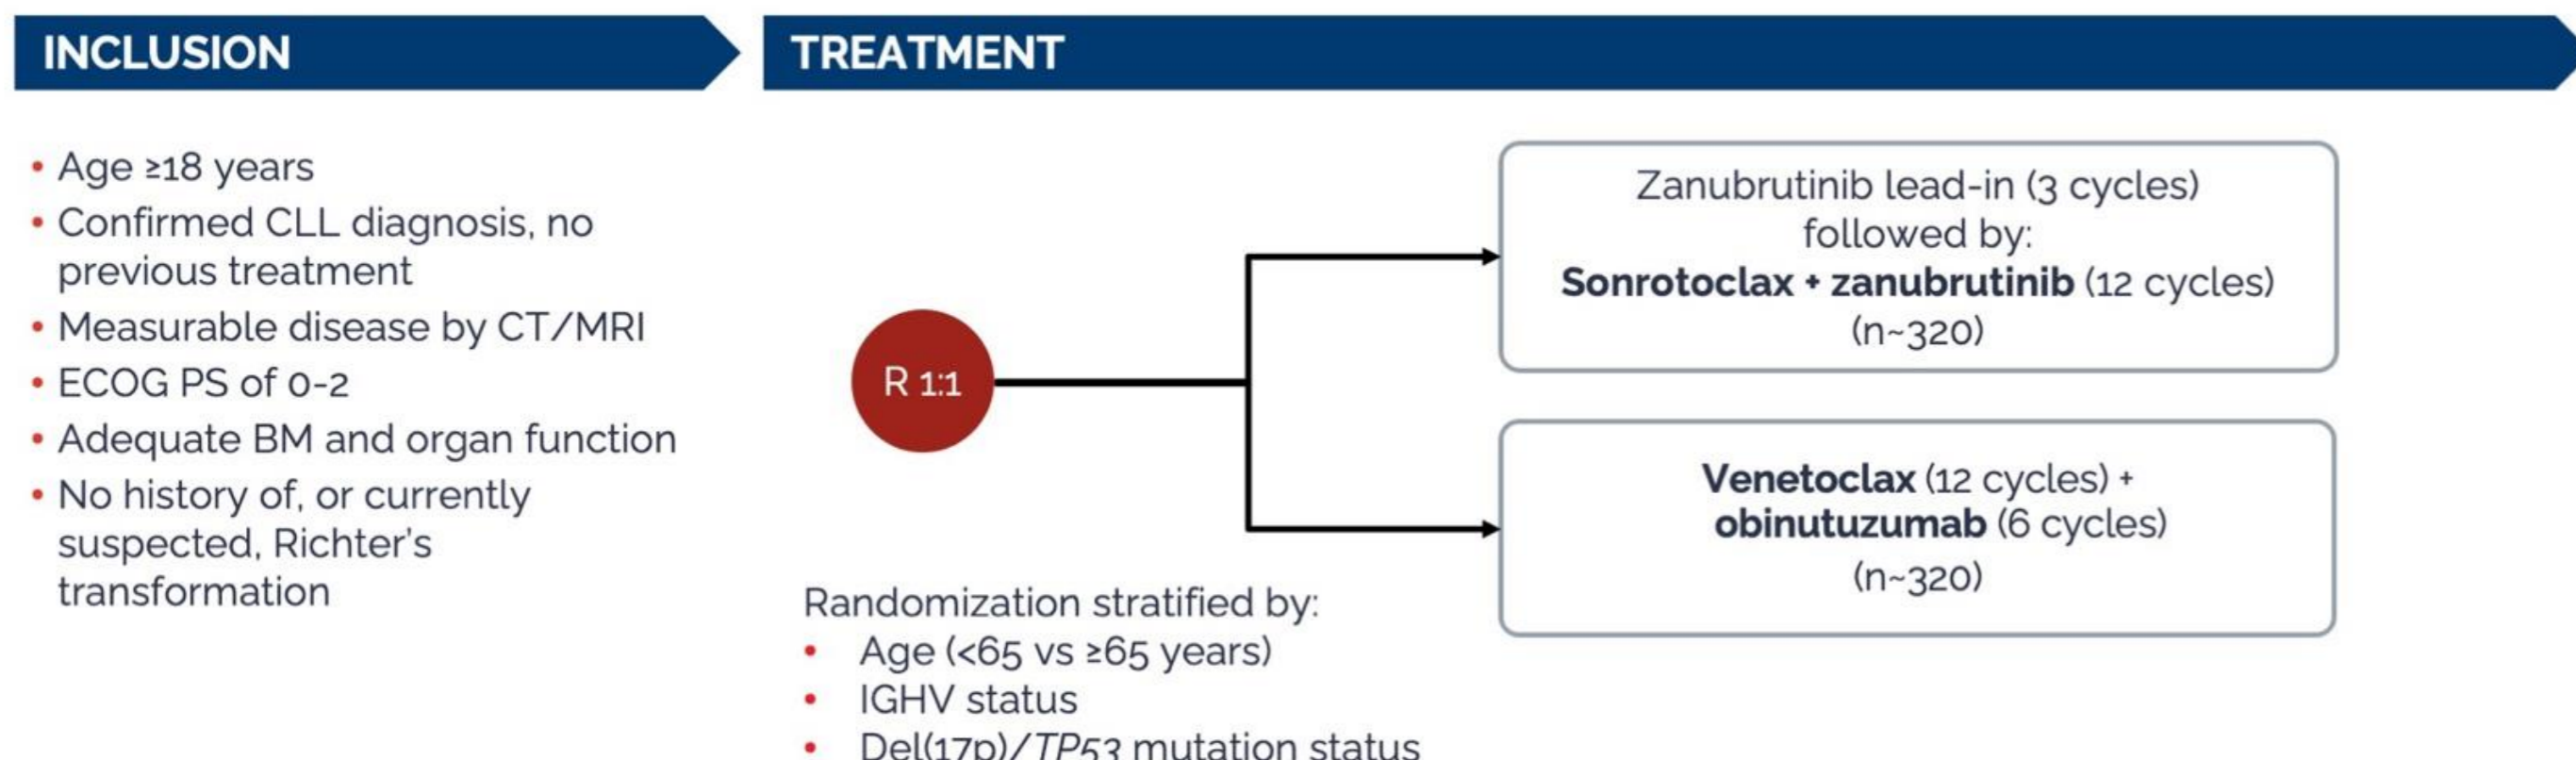 INCLUSION
TREATMENT
• Age ≥18 years
• Confirmed CLL diagnosis, no
previous treatment
• Measurable disease by CT/MRI
• ECOG PS of 0-2
• Adequate BM and organ function
• No history of, or currently
suspected, Richter's
transformation
R 1:1
Zanubrutinib lead-in (3 cycles)
followed by:
Sonrotoclax + zanubrutinib (12 cycles)
(n~320)
Venetoclax (12 cycles) +
obinutuzumab (6 cycles)
(n~320)
Randomization stratified by:
• Age (<65 vs ≥65 years)
• IGHV status
• Del(17p)/TP53 mutation status